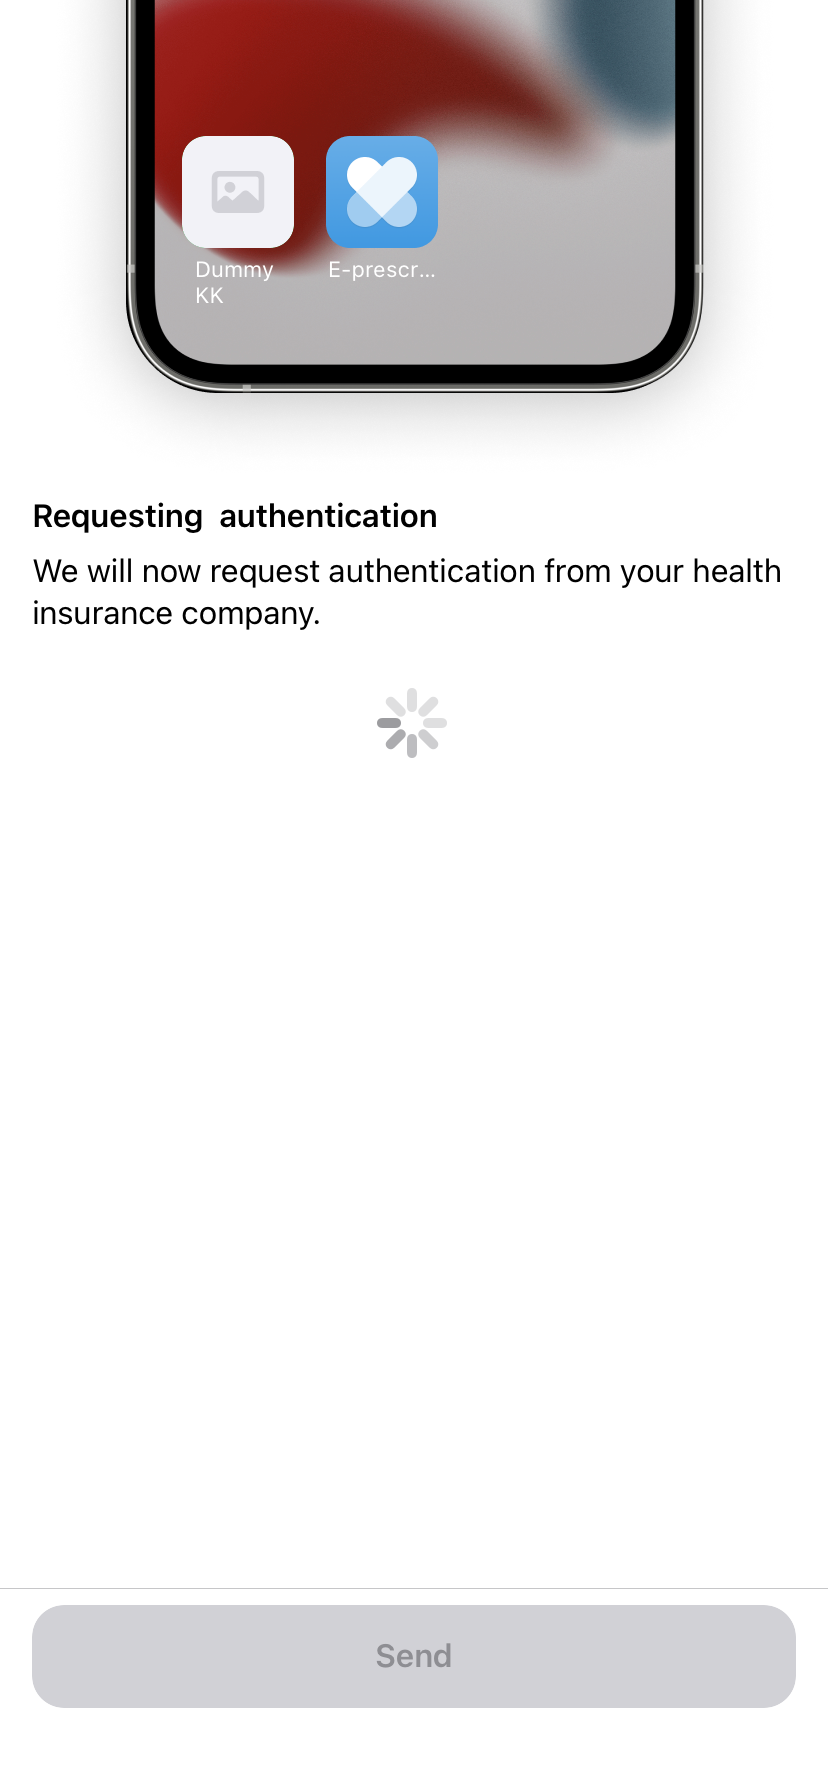 Dummy
KK
E-prescr...
Requesting  authentication
We will now request authentication from your health
insurance company.
Send